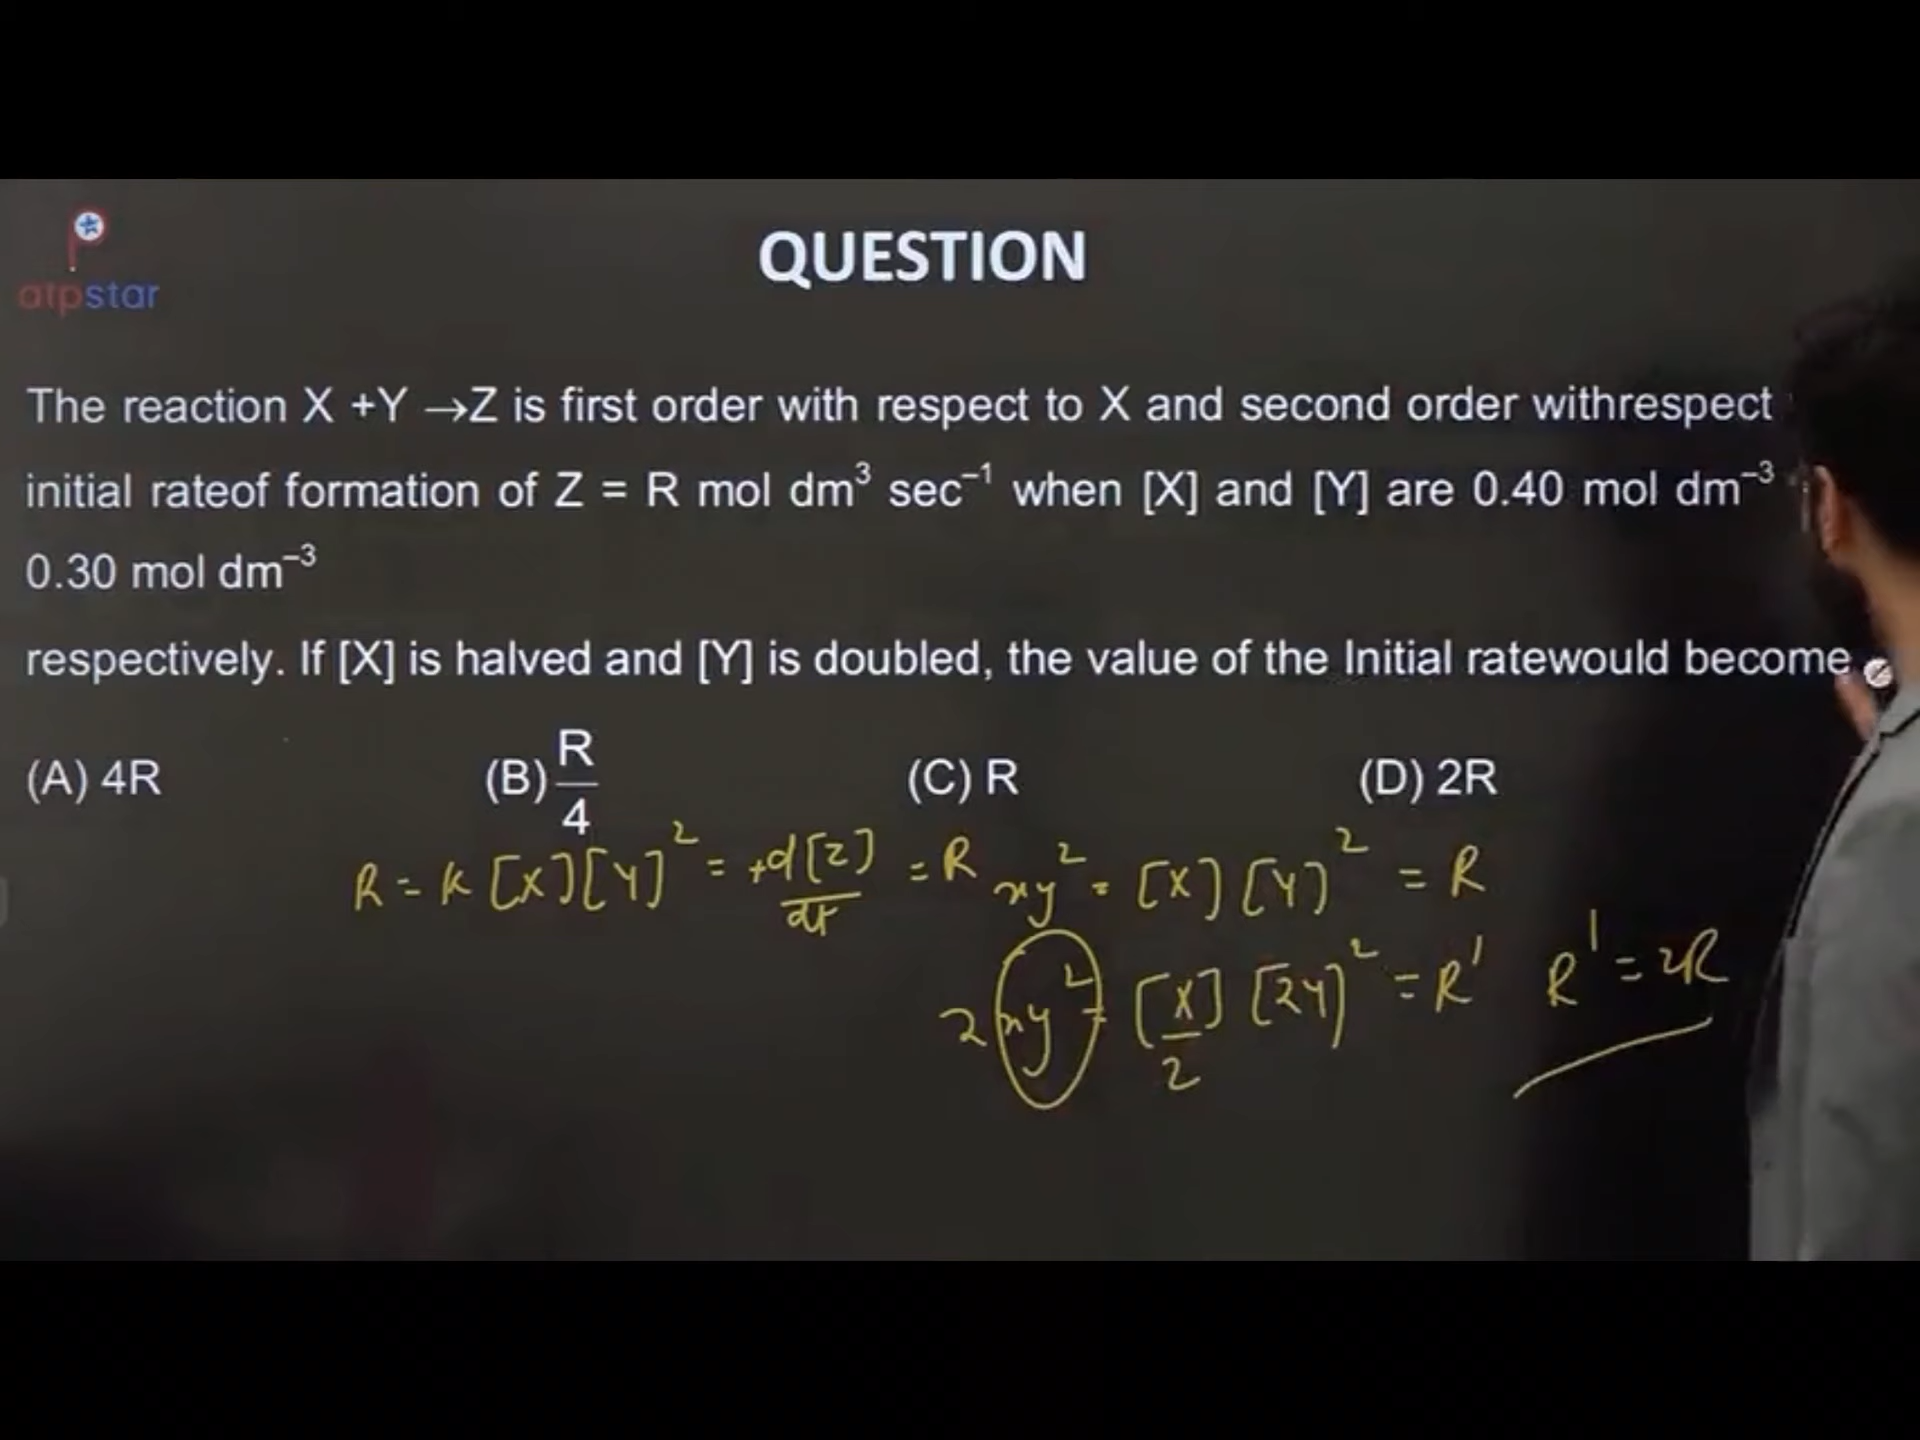 atpstar
QUESTION
The reaction X +Y →Z is first order with respect to X and second order withrespect
initial rateof formation of Z = R mol dm³ sec⁻¹ when [X] and [Y] are 0.40 mol dm⁻³
0.30 mol dm⁻³
respectively. If [X] is halved and [Y] is doubled, the value of the Initial ratewould become
(A) 4R (B) R/4 (C) R (D) 2R
R = k [X][Y]² = +d[Z]/dt = R xy² = [X] [Y]² = R
2xy² = [X/2] [2Y]² = R' R' = 2R